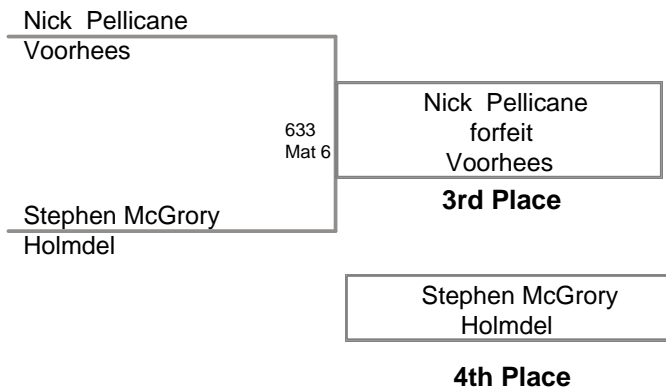 Nick Pellicane
Voorhees
633
Mat 6
Nick Pellicane
forfeit
Voorhees
3rd Place
Stephen McGrory
Holmdel
Stephen McGrory
Holmdel
4th Place